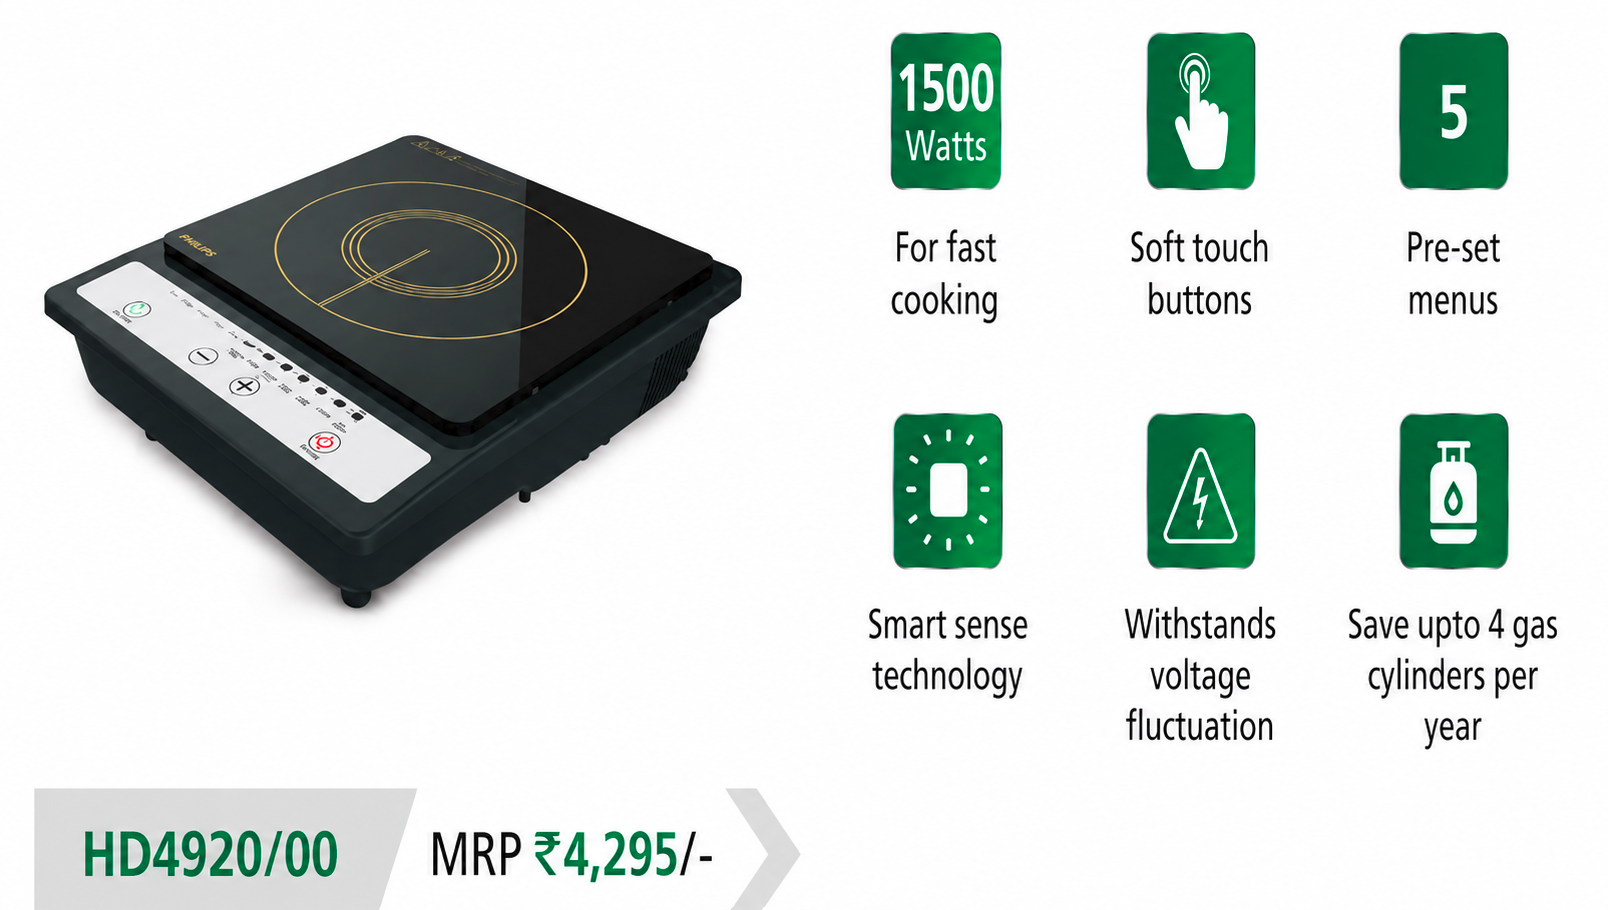 PHILIPS
1500
Watts
For fast
cooking
Soft touch
buttons
5
Pre-set
menus
Smart sense
technology
Withstands
voltage
fluctuation
Save upto 4 gas
cylinders per
year
HD4920/00
MRP ₹4,295/-